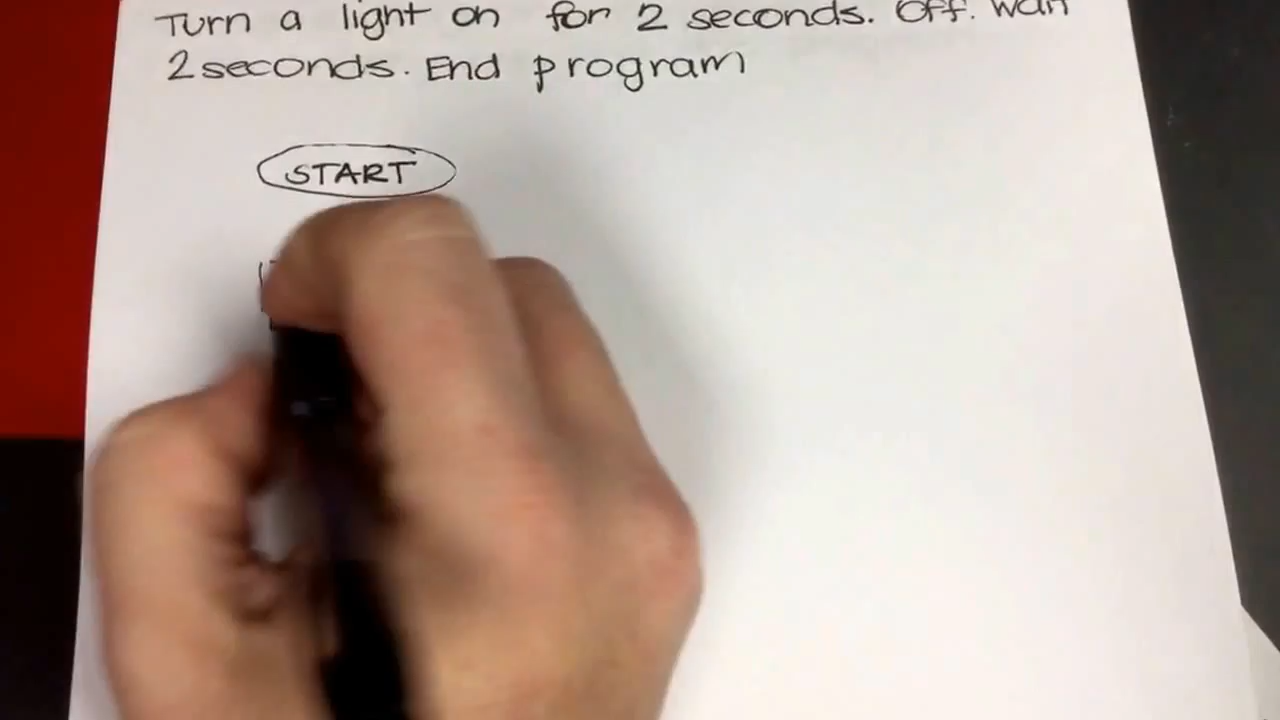 Turn a light on for 2 seconds. Off. Wait
2 seconds. End program
START